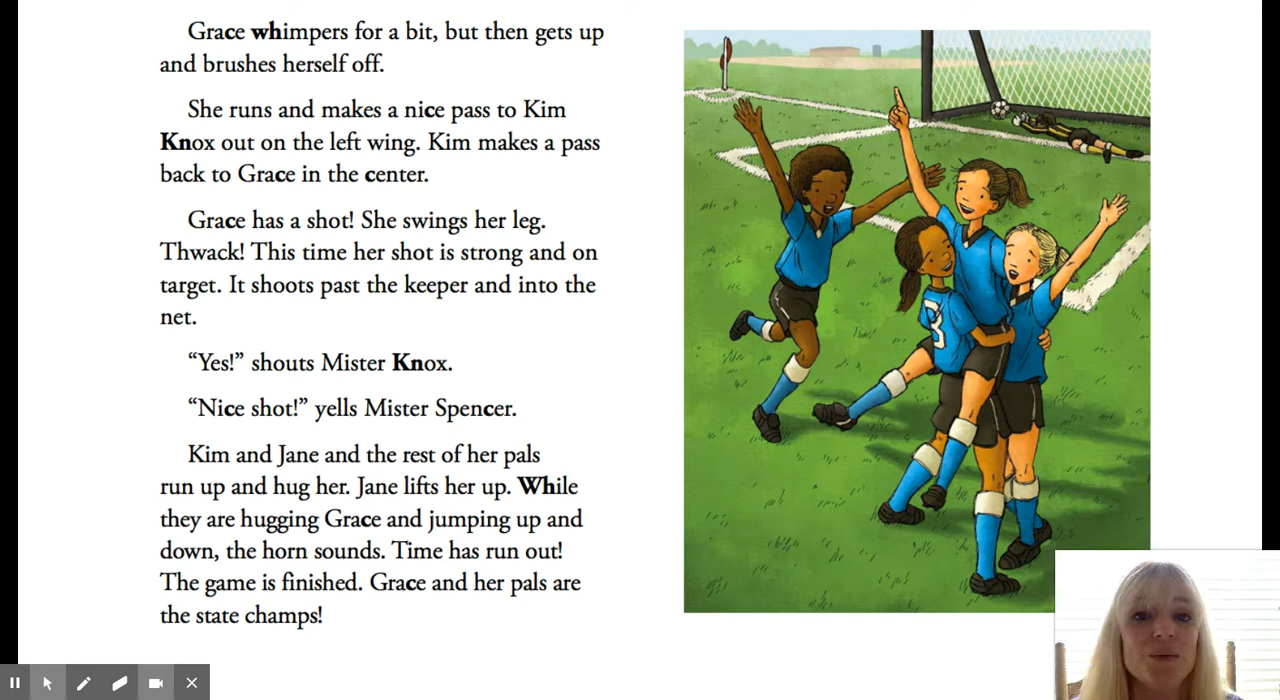 Grace whimpers for a bit, but then gets up
and brushes herself off.
She runs and makes a nice pass to Kim
Knox out on the left wing. Kim makes a pass
back to Grace in the center.
Grace has a shot! She swings her leg.
Thwack! This time her shot is strong and on
target. It shoots past the keeper and into the
net.
“Yes!” shouts Mister Knox.
“Nice shot!” yells Mister Spencer.
Kim and Jane and the rest of her pals
run up and hug her. Jane lifts her up. While
they are hugging Grace and jumping up and
down, the horn sounds. Time has run out!
The game is finished. Grace and her pals are
the state champs!
3